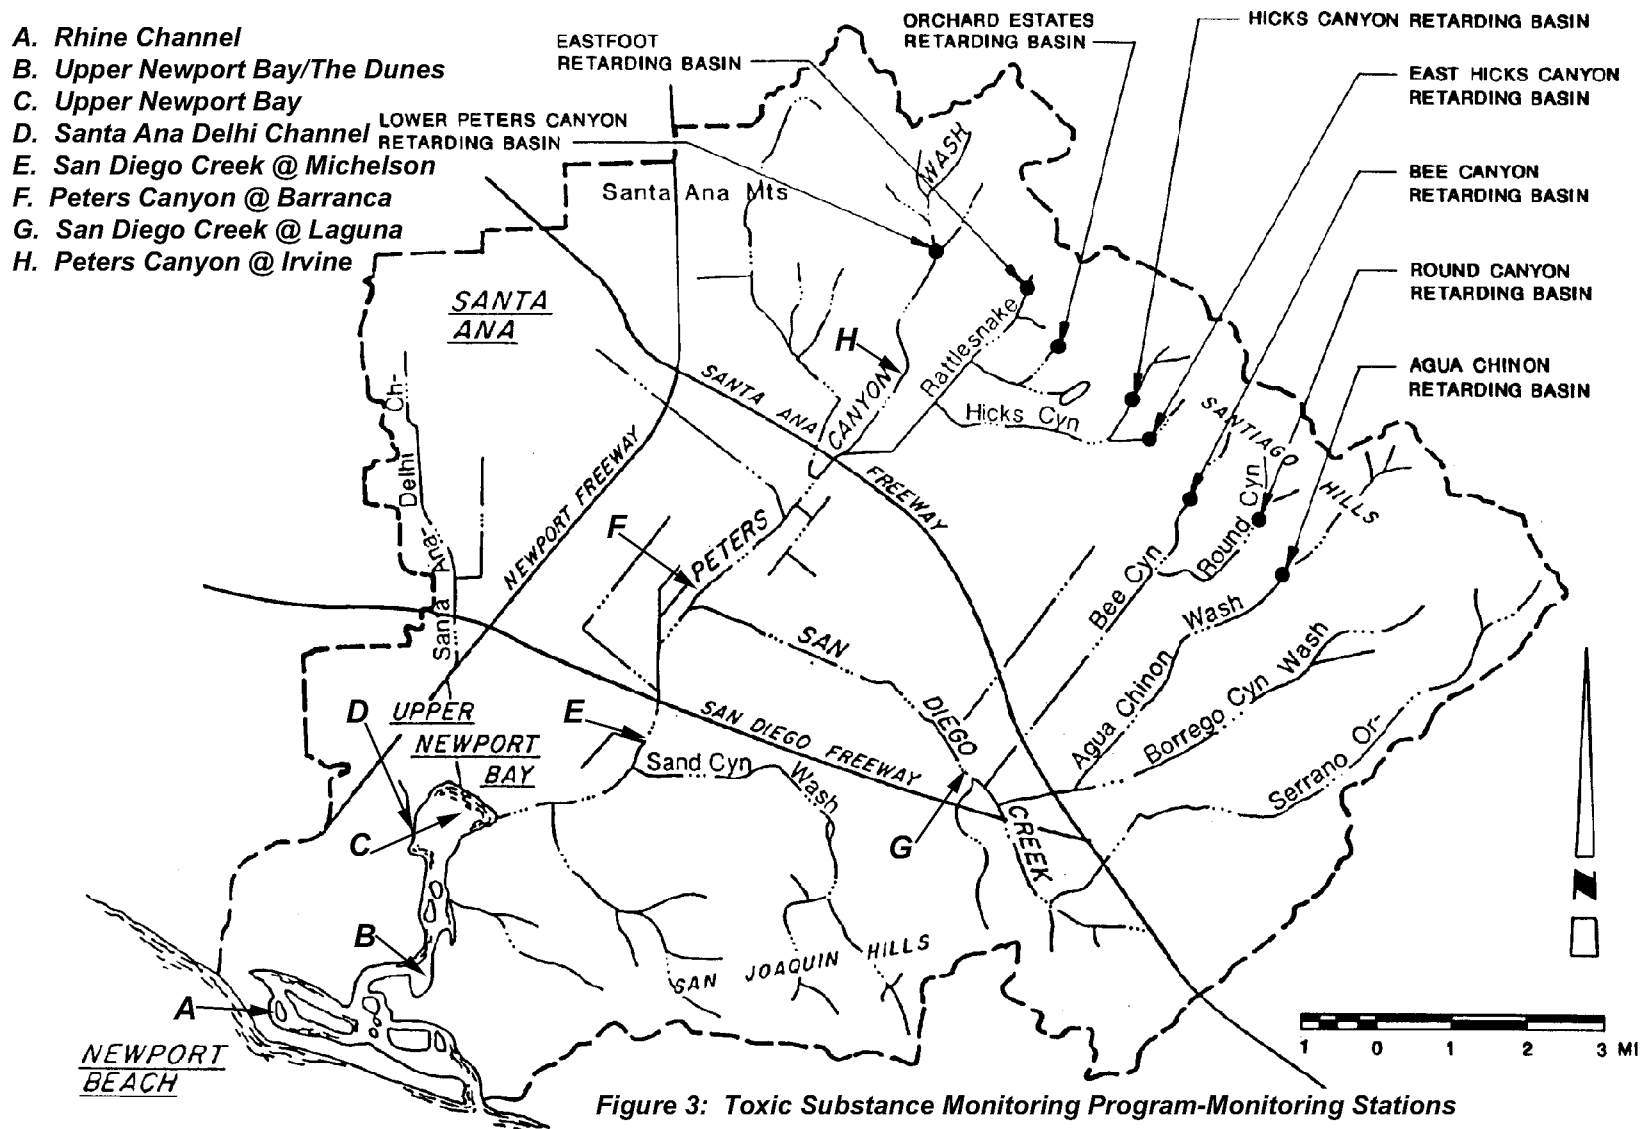 A. Rhine Channel
B. Upper Newport Bay/The Dunes
C. Upper Newport Bay
D. Santa Ana Delhi Channel
E. San Diego Creek @ Michelson
F. Peters Canyon @ Barranca
G. San Diego Creek @ Laguna
H. Peters Canyon @ Irvine
EASTFOOT
RETARDING BASIN
ORCHARD ESTATES
RETARDING BASIN
HICKS CANYON RETARDING BASIN
EAST HICKS CANYON
RETARDING BASIN
LOWER PETERS CANYON
RETARDING BASIN
BEE CANYON
RETARDING BASIN
ROUND CANYON
RETARDING BASIN
AGUA CHINON
RETARDING BASIN
WASH
Santa Ana Mts
SANTA
ANA
H
Rattlesnake
SANTA ANA
CANYON
Hicks Cyn
SANTIAGO
HILLS
FREEWAY
Santa Ana-Delhi Ch-
NEWPORT FREEWAY
F
PETERS
Round Cyn
Bee Cyn
Wash
SAN
DIEGO
Agua Chinon
Borrego Cyn Wash
Serrano Or-
D
UPPER
NEWPORT
BAY
E
SAN DIEGO FREEWAY
Sand Cyn
Wash
C
G
CREEK
B
SAN JOAQUIN HILLS
A
NEWPORT
BEACH
N
1 0 1 2 3 MI
Figure 3: Toxic Substance Monitoring Program-Monitoring Stations